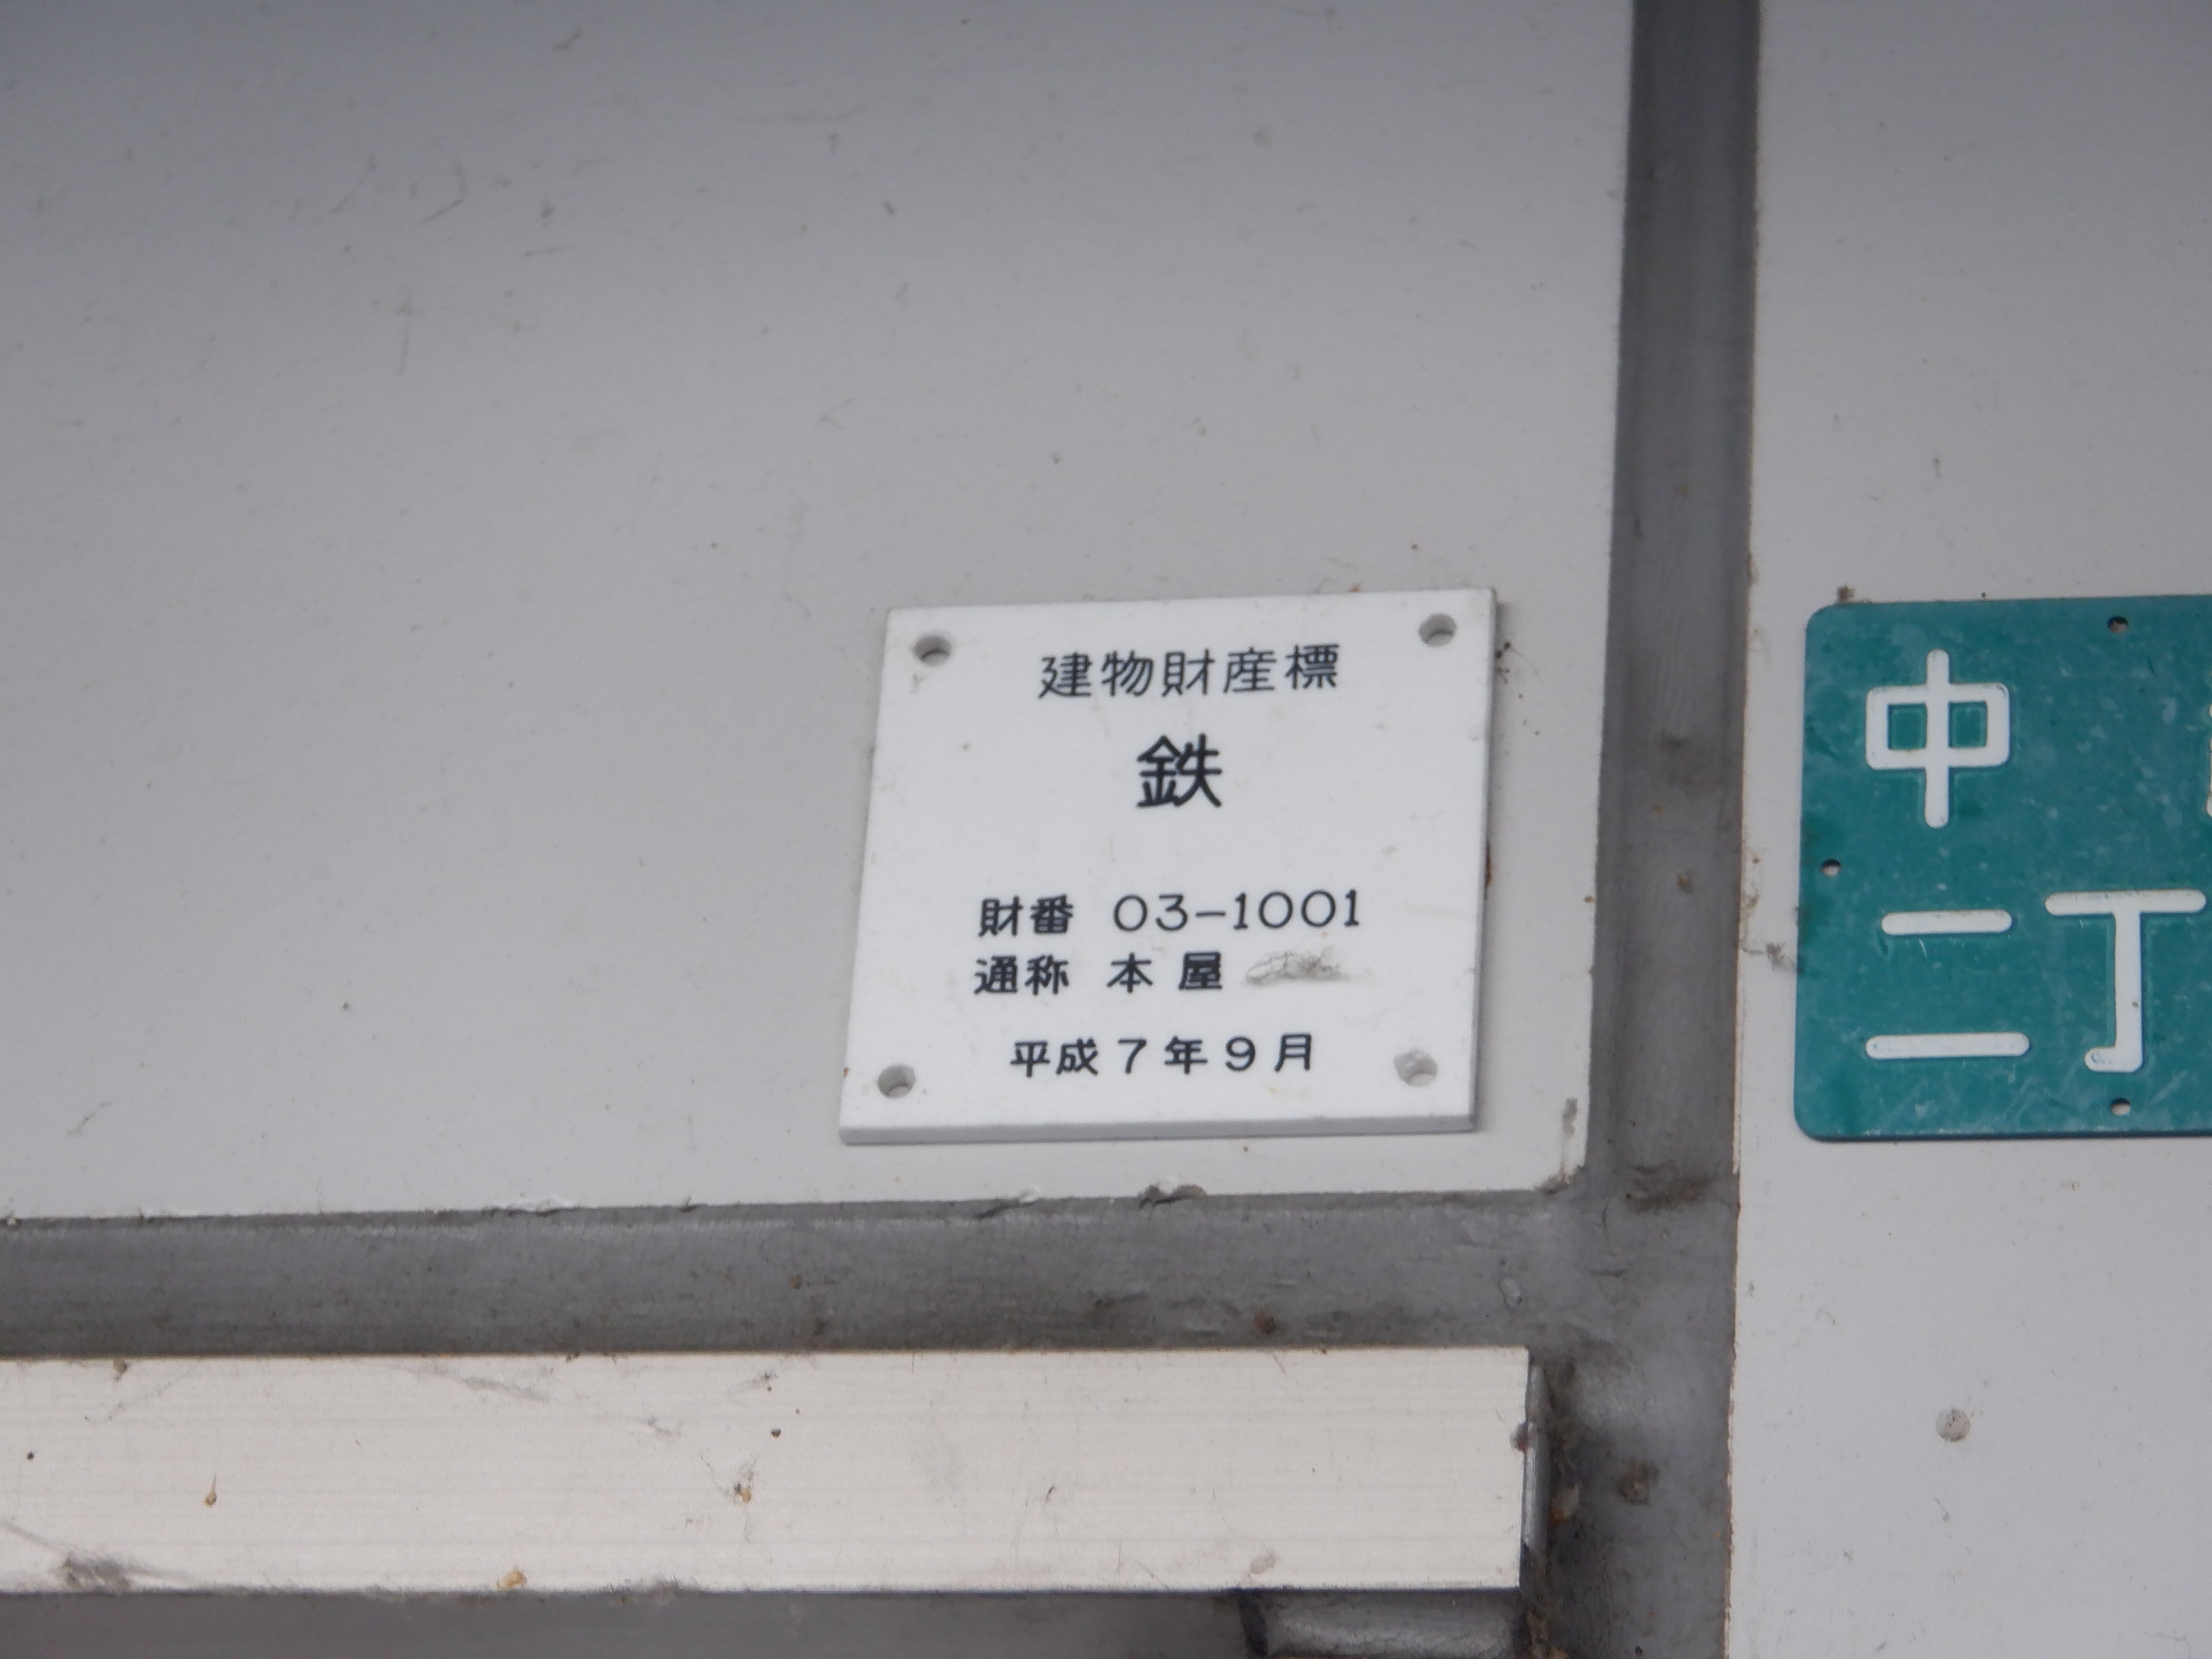 建物財産標
鉄
財番 03-1001
通称 本屋
平成7年9月
中
二丁